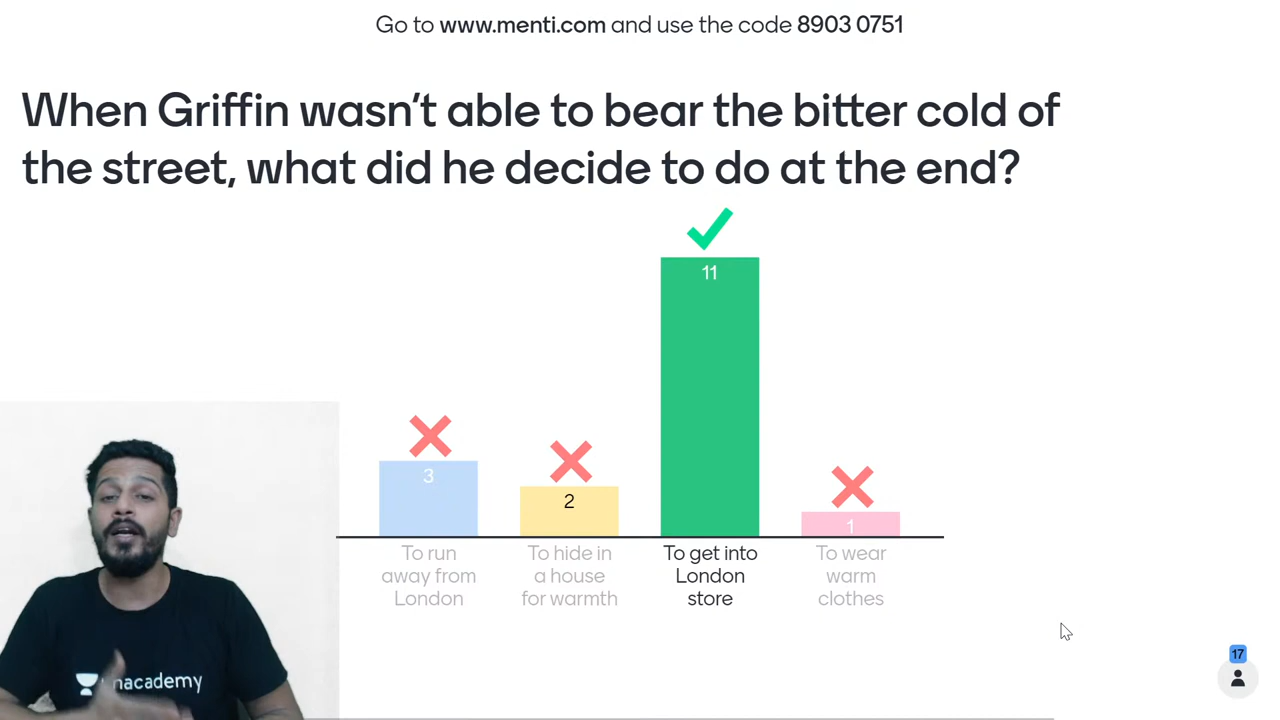 Go to www.menti.com and use the code 8903 0751
When Griffin wasn't able to bear the bitter cold of
the street, what did he decide to do at the end?
11
3
2
1
To run
away from
London
To hide in
a house
for warmth
To get into
London
store
To wear
warm
clothes
17